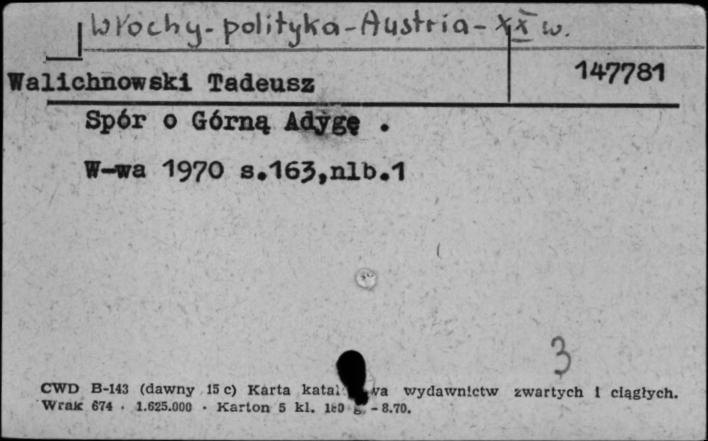 Włochy - polityka - Austria - XX w.
Walichnowski Tadeusz
147781
Spór o Górną Adygę .
W-wa 1970 s.163,nlb.1
3
CWD B-143 (dawny 15 c) Karta wydawnictw zwartych i ciągłych.
Wrak 674 · 1.625.000 · Karton 5 kl. g. - 8.70.